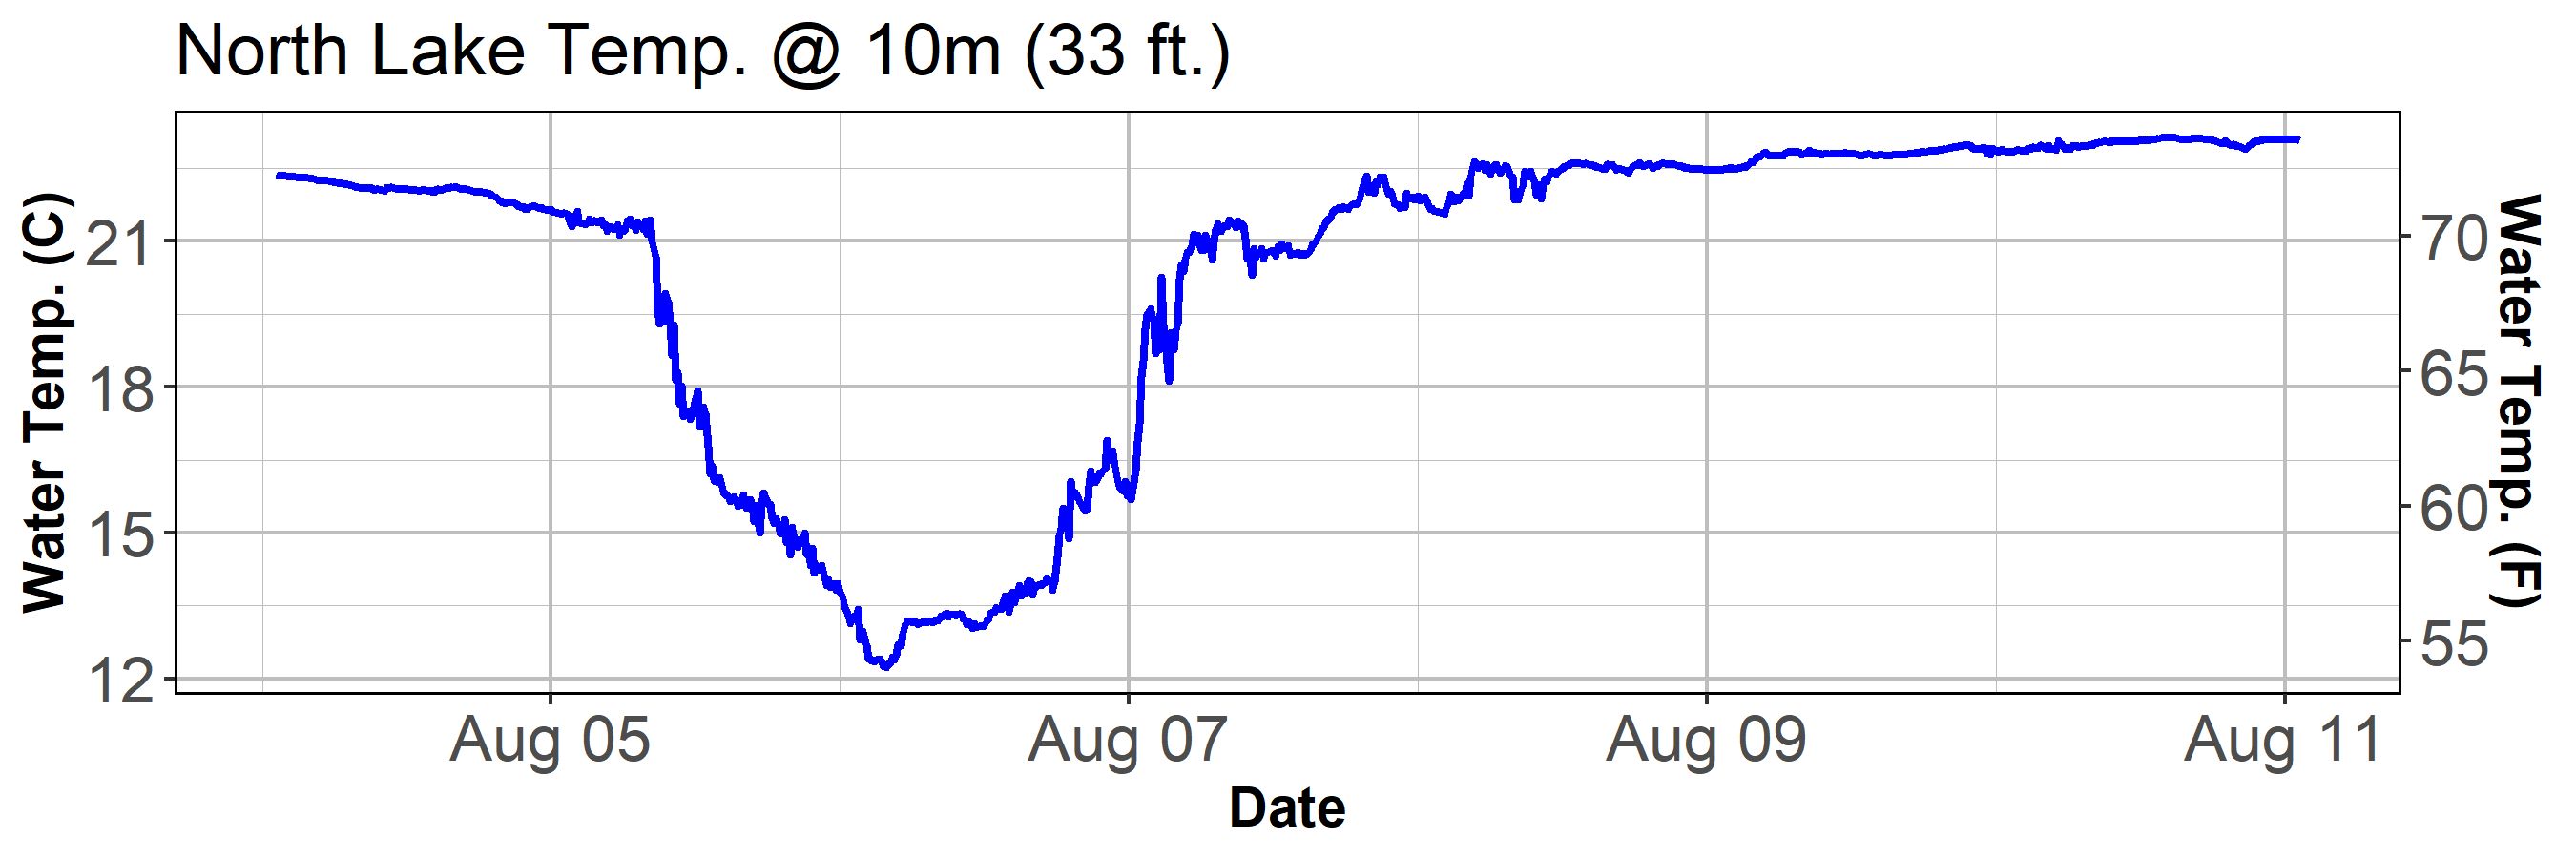 North Lake Temp. @ 10m (33 ft.)
Water Temp. (C)
21
18
15
12
70
65
60
55
Water Temp. (F)
Aug 05
Aug 07
Aug 09
Aug 11
Date